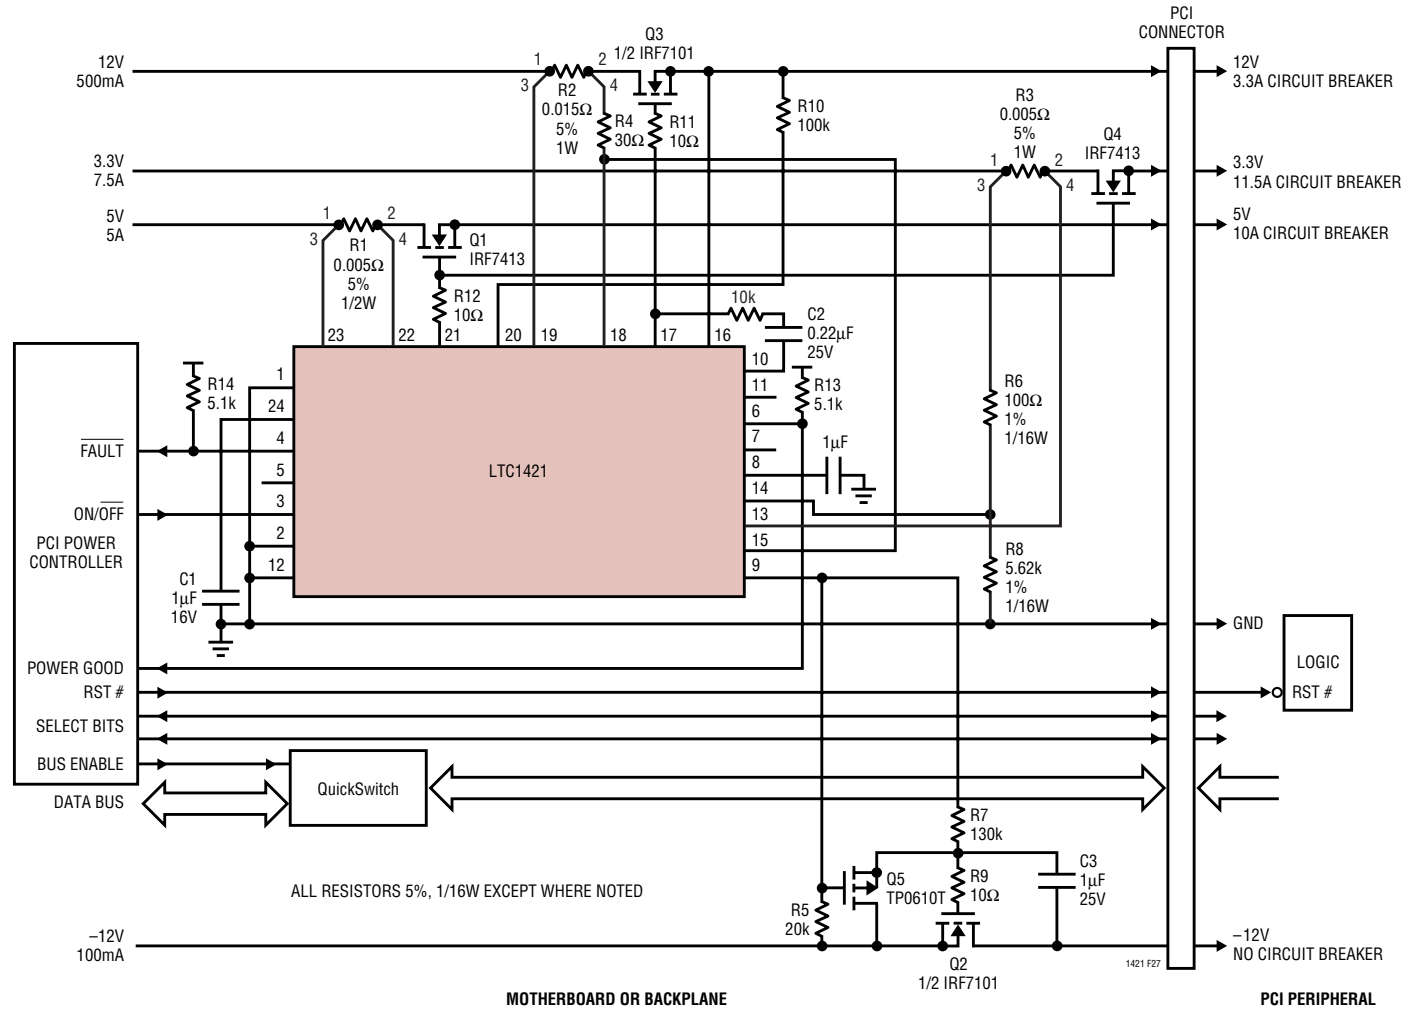 PCI
CONNECTOR
12V
500mA
1
2
3
4
R2
0.015Ω
5%
1W
Q3
1/2 IRF7101
R4
30Ω
R11
10Ω
R10
100k
12V
3.3A CIRCUIT BREAKER
R3
0.005Ω
5%
1W
1
2
3
4
Q4
IRF7413
3.3V
7.5A
3.3V
11.5A CIRCUIT BREAKER
5V
5A
1
2
3
4
R1
0.005Ω
5%
1/2W
Q1
IRF7413
R12
10Ω
5V
10A CIRCUIT BREAKER
10k
C2
0.22µF
25V
23
22
21
20
19
18
17
16
1
24
4
5
3
2
12
LTC1421
10
11
6
7
8
14
13
15
9
R14
5.1k
R13
5.1k
1µF
R6
100Ω
1%
1/16W
R8
5.62k
1%
1/16W
C1
1µF
16V
FAULT
ON/OFF
PCI POWER
CONTROLLER
POWER GOOD
RST #
SELECT BITS
BUS ENABLE
DATA BUS
QuickSwitch
GND
LOGIC
RST #
R7
130k
Q5
TP0610T
R9
10Ω
C3
1µF
25V
R5
20k
Q2
1/2 IRF7101
ALL RESISTORS 5%, 1/16W EXCEPT WHERE NOTED
–12V
100mA
–12V
NO CIRCUIT BREAKER
1421 F27
MOTHERBOARD OR BACKPLANE
PCI PERIPHERAL